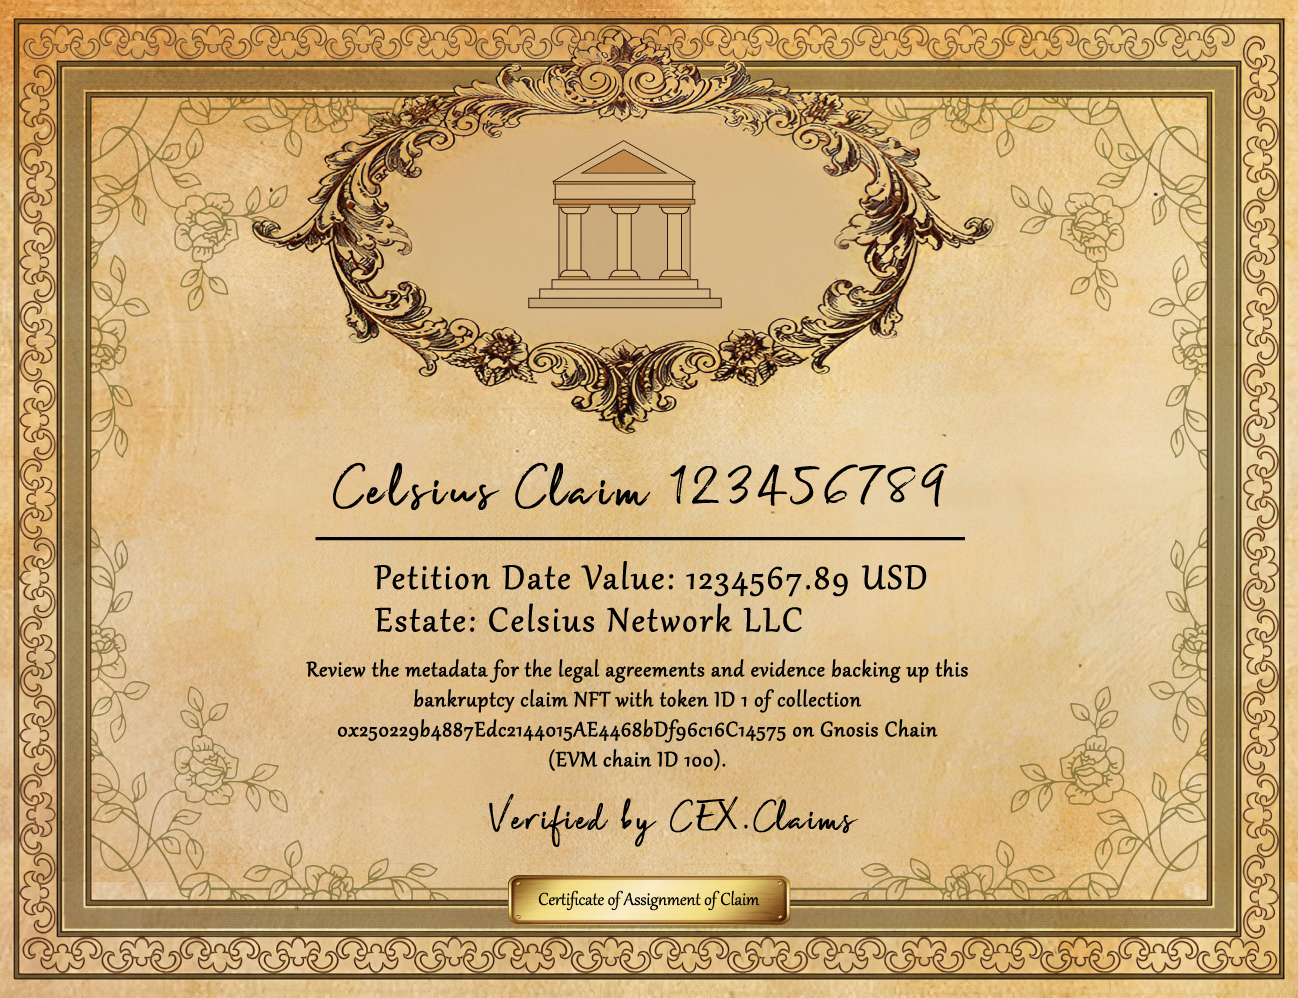 Celsius Claim 123456789
Petition Date Value: 1234567.89 USD
Estate: Celsius Network LLC
Review the metadata for the legal agreements and evidence backing up this
bankruptcy claim NFT with token ID 1 of collection
0x250229b4887Edc2144015AE4468bDf96c16C14575 on Gnosis Chain
(EVM chain ID 100).
Verified by CEX.Claims
Certificate of Assignment of Claim